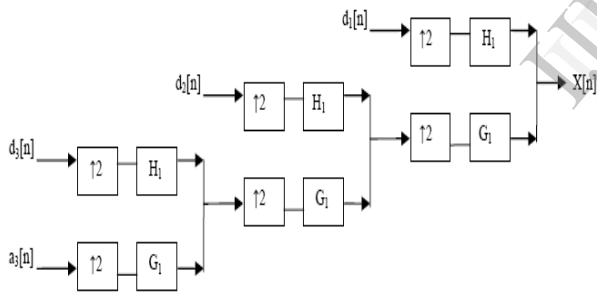 d₁[n] ↑2 H₁
X[n]
d₂[n] ↑2 H₁
↑2 G₁
d₃[n] ↑2 H₁
↑2 G₁
a₃[n] ↑2 G₁